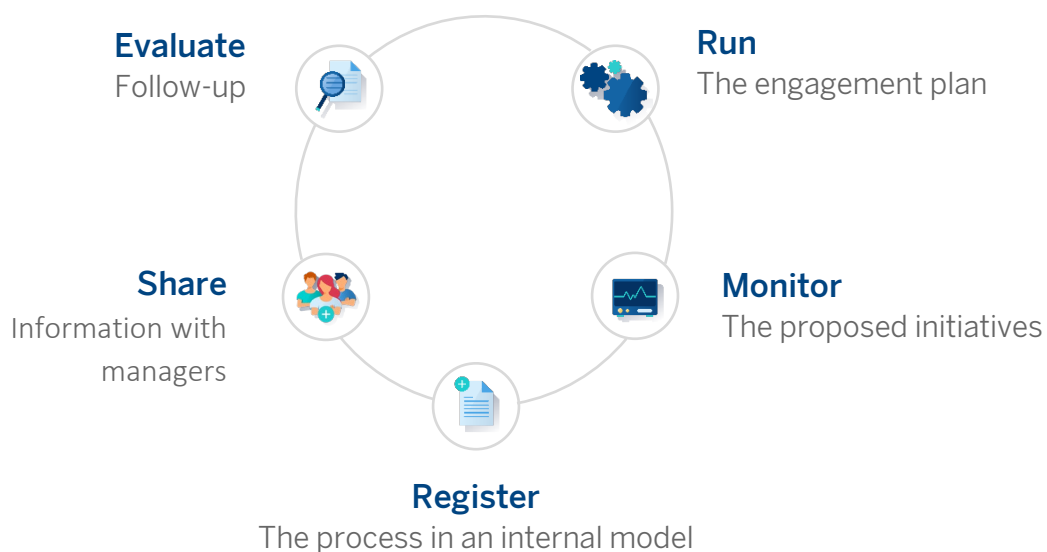 Evaluate
Follow-up
Run
The engagement plan
Share
Information with
managers
Monitor
The proposed initiatives
Register
The process in an internal model